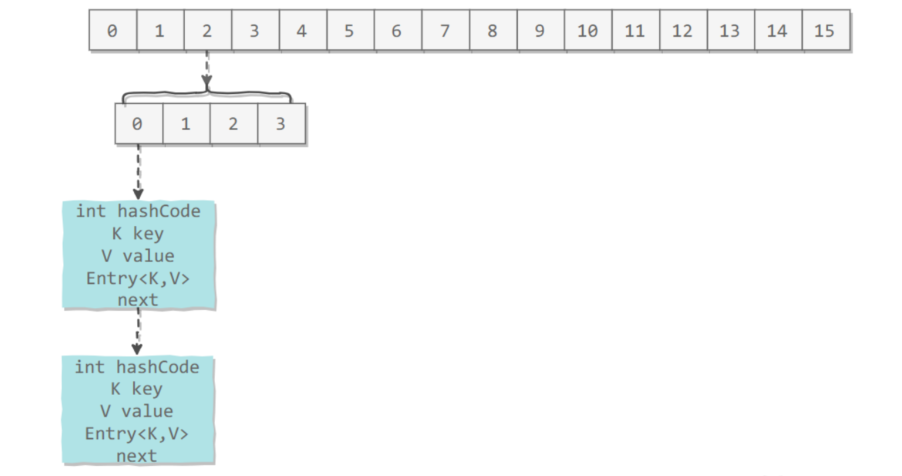 0 1 2 3 4 5 6 7 8 9 10 11 12 13 14 15
0 1 2 3
int hashCode
K key
V value
Entry<K,V>
next
int hashCode
K key
V value
Entry<K,V>
next